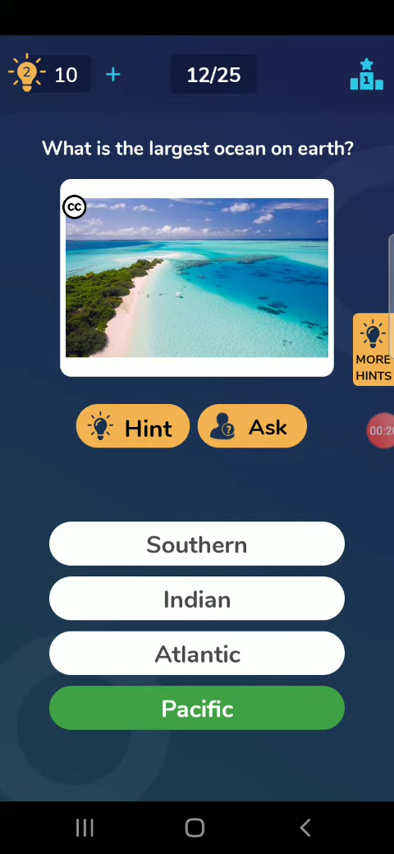 2 10 + 12/25 1
What is the largest ocean on earth?
cc
MORE
HINTS
Hint ? Ask
Southern
Indian
Atlantic
Pacific